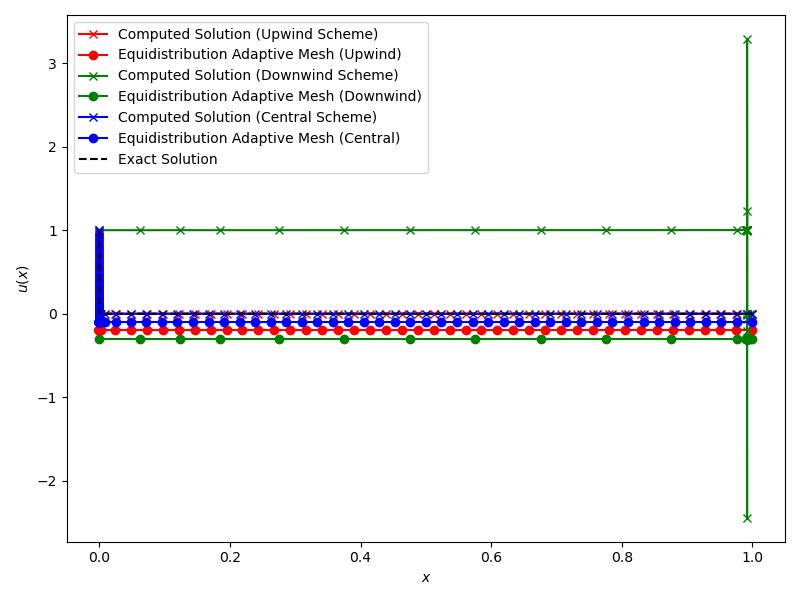 Computed Solution (Upwind Scheme)
Equidistribution Adaptive Mesh (Upwind)
Computed Solution (Downwind Scheme)
Equidistribution Adaptive Mesh (Downwind)
Computed Solution (Central Scheme)
Equidistribution Adaptive Mesh (Central)
Exact Solution
3
2
1
0
−1
−2
u(x)
0.0
0.2
0.4
0.6
0.8
1.0
x